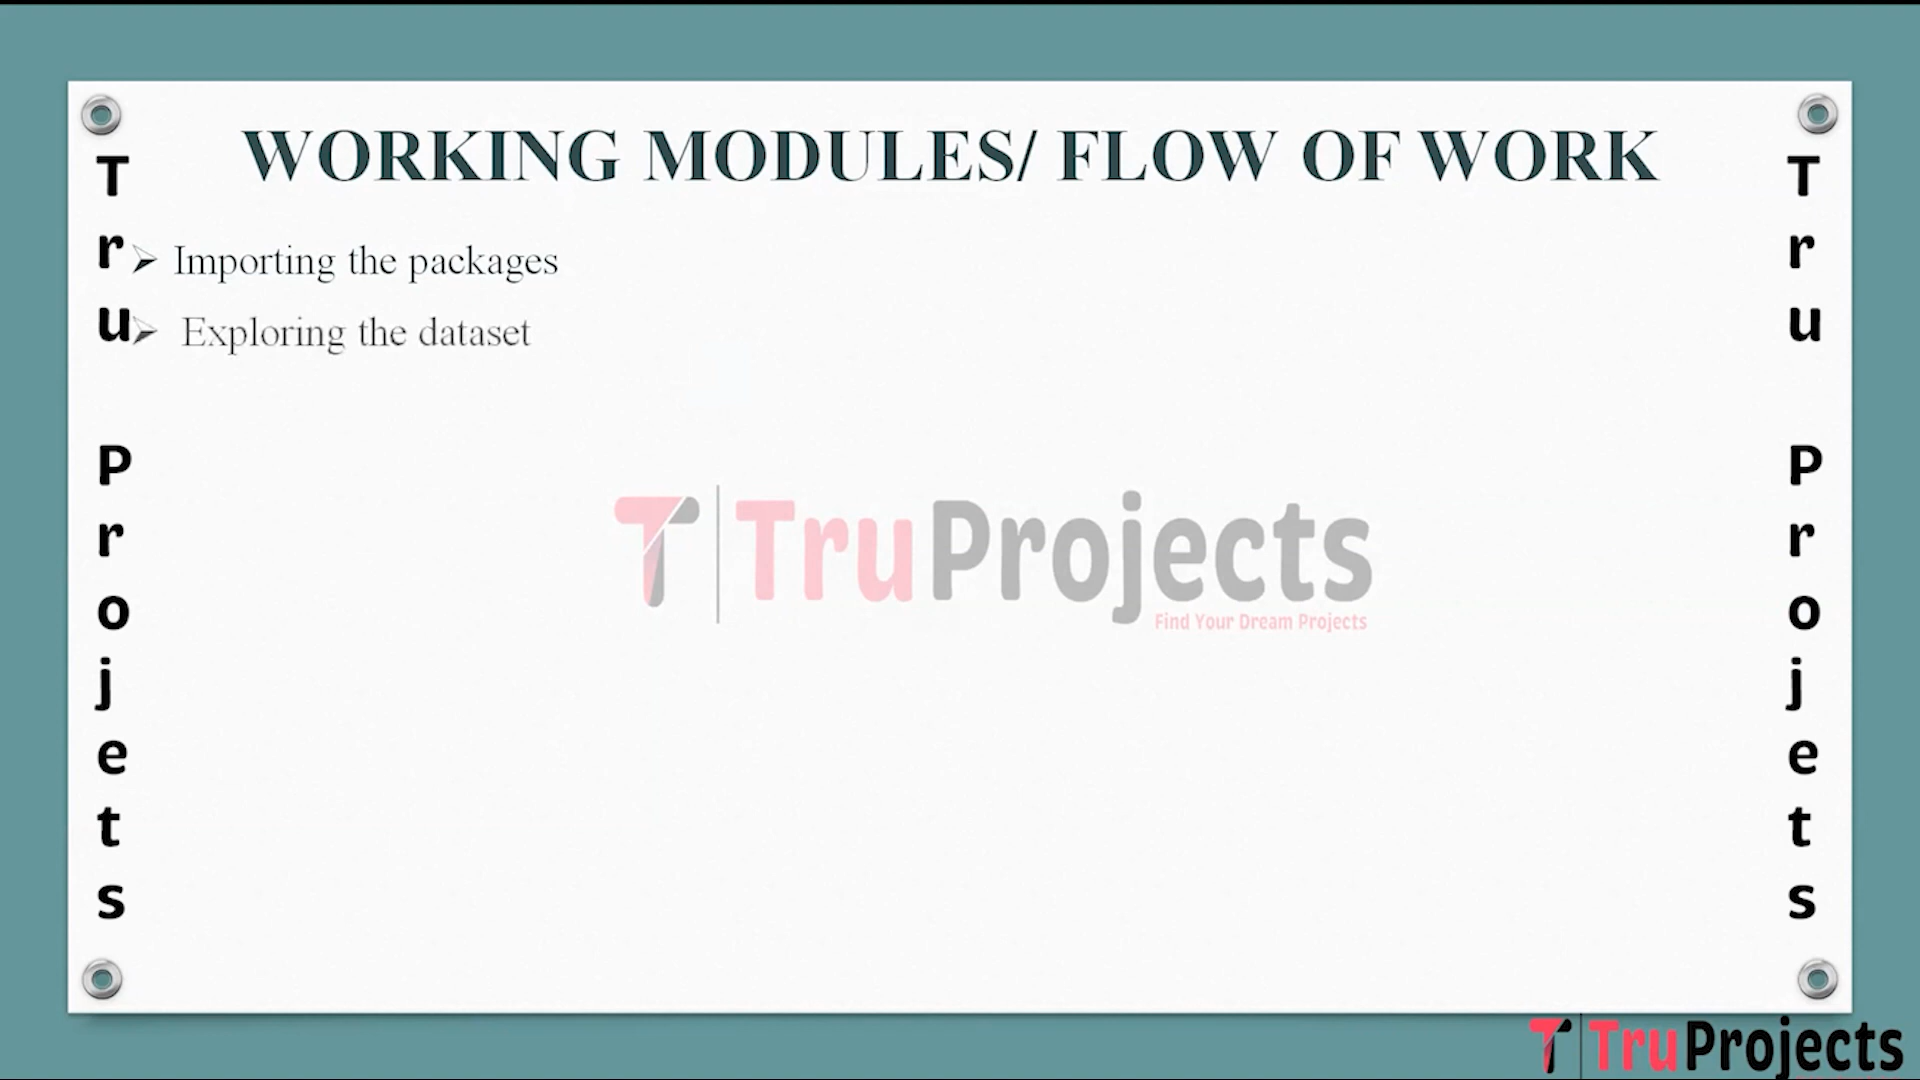 WORKING MODULES/ FLOW OF WORK
Importing the packages
Exploring the dataset
Tru Projets
Tru Projets
TruProjects
Find Your Dream Projects
TruProjects